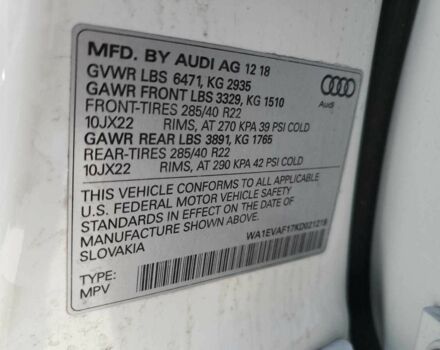 MFD. BY AUDI AG 12 18
GVWR LBS 6471, KG 2935
GAWR FRONT LBS 3329, KG 1510
FRONT-TIRES 285/40 R22
10JX22 RIMS, AT 270 KPA 39 PSI COLD
GAWR REAR LBS 3891, KG 1765
REAR-TIRES 285/40 R22
10JX22 RIMS, AT 290 KPA 42 PSI COLD
Audi
THIS VEHICLE CONFORMS TO ALL APPLICABLE
U.S. FEDERAL MOTOR VEHICLE SAFETY
STANDARDS IN EFFECT ON THE DATE OF
MANUFACTURE SHOWN ABOVE.
SLOVAKIA
WA1EVAF17KD021219
TYPE:
MPV